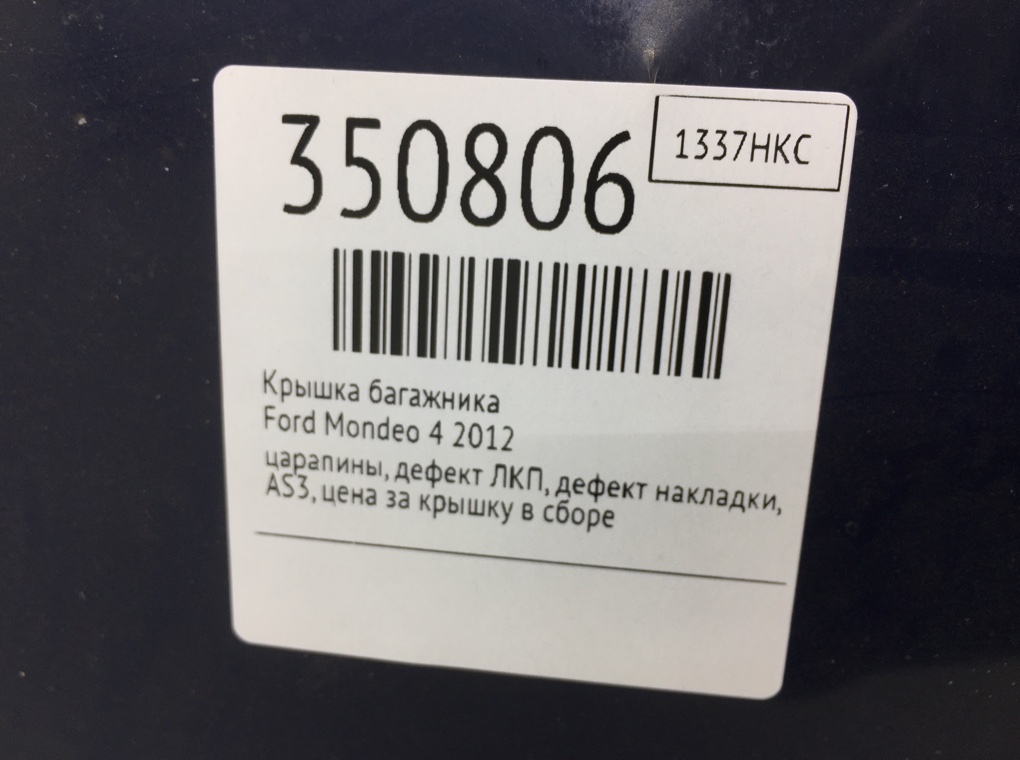 350806
1337НКС
Крышка багажника
Ford Mondeo 4 2012
царапины, дефект ЛКП, дефект накладки,
AS3, цена за крышку в сборе